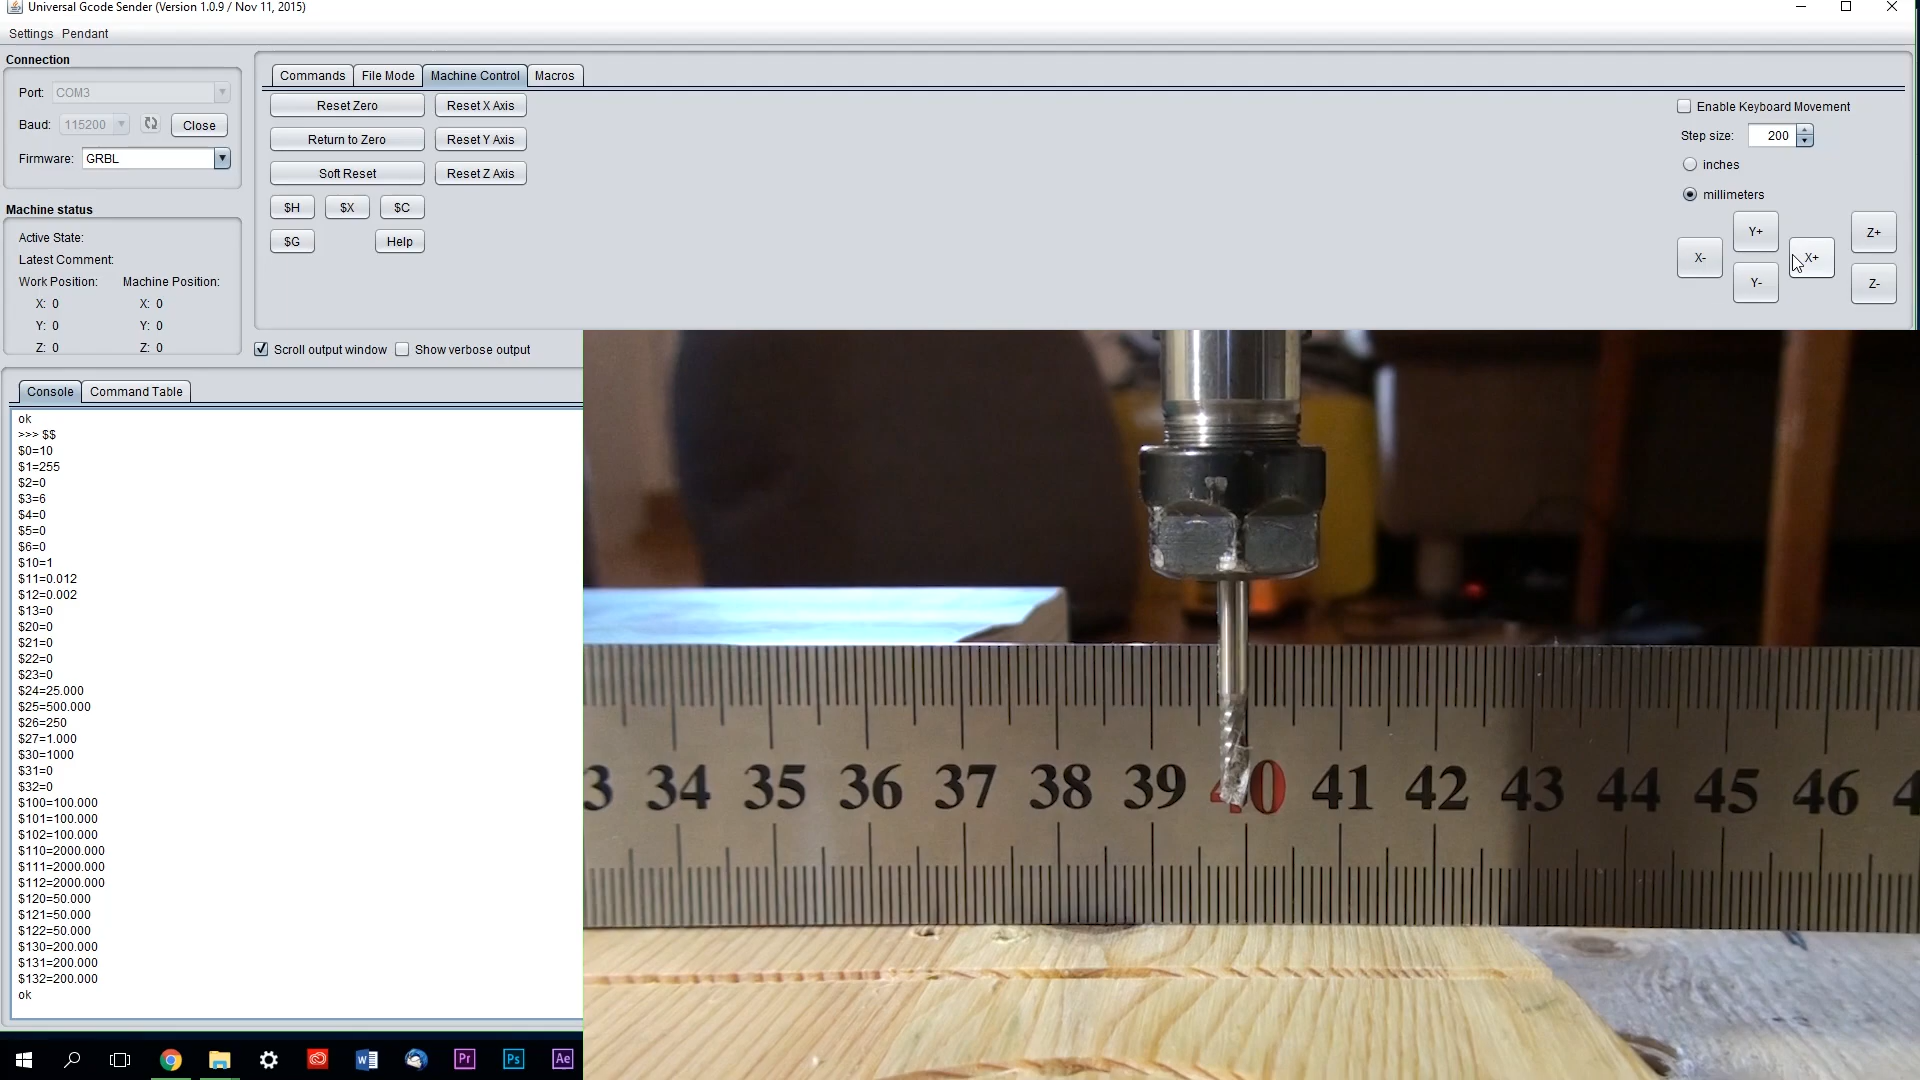 Universal Gcode Sender (Version 1.0.9 / Nov 11, 2015)
Settings Pendant
Connection
Port: COM3
Baud: 115200 Close
Firmware: GRBL
Machine status
Active State:
Latest Comment:
Work Position: Machine Position:
X: 0 X: 0
Y: 0 Y: 0
Z: 0 Z: 0
Commands File Mode Machine Control Macros
Reset Zero Reset X Axis
Return to Zero Reset Y Axis
Soft Reset Reset Z Axis
$H $X $C
$G Help
Enable Keyboard Movement
Step size: 200
inches
millimeters
Y+ Z+
X- X+
Y- Z-
Scroll output window Show verbose output
Console Command Table
ok
>>> $$
$0=10
$1=255
$2=0
$3=6
$4=0
$5=0
$6=0
$10=1
$11=0.012
$12=0.002
$13=0
$20=0
$21=0
$22=0
$23=0
$24=25.000
$25=500.000
$26=250
$27=1.000
$30=1000
$31=0
$32=0
$100=100.000
$101=100.000
$102=100.000
$110=2000.000
$111=2000.000
$112=2000.000
$120=50.000
$121=50.000
$122=50.000
$130=200.000
$131=200.000
$132=200.000
ok
3 34 35 36 37 38 39 40 41 42 43 44 45 46 4
Pr Ps Ae